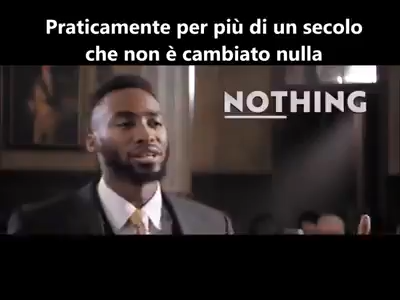 Praticamente per più di un secolo
che non è cambiato nulla
NOTHING